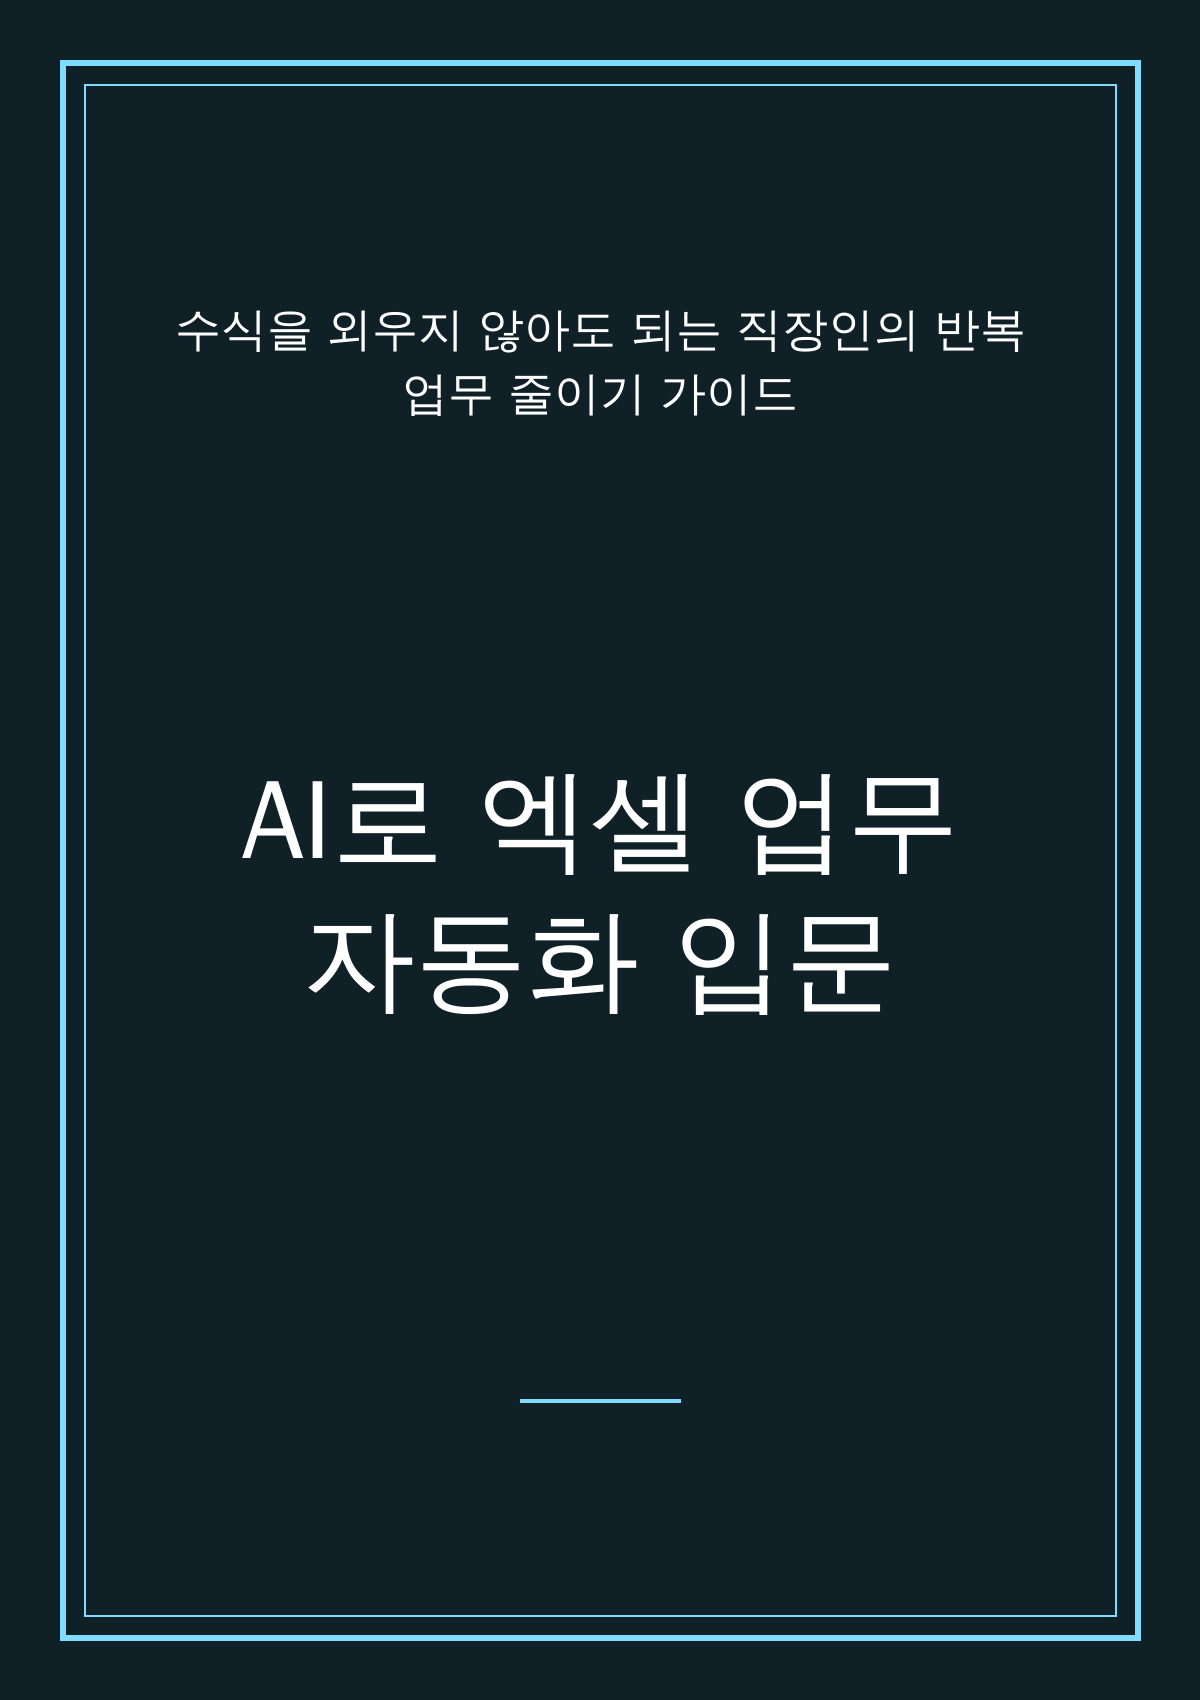 수식을 외우지 않아도 되는 직장인의 반복
업무 줄이기 가이드
AI로 엑셀 업무
자동화 입문